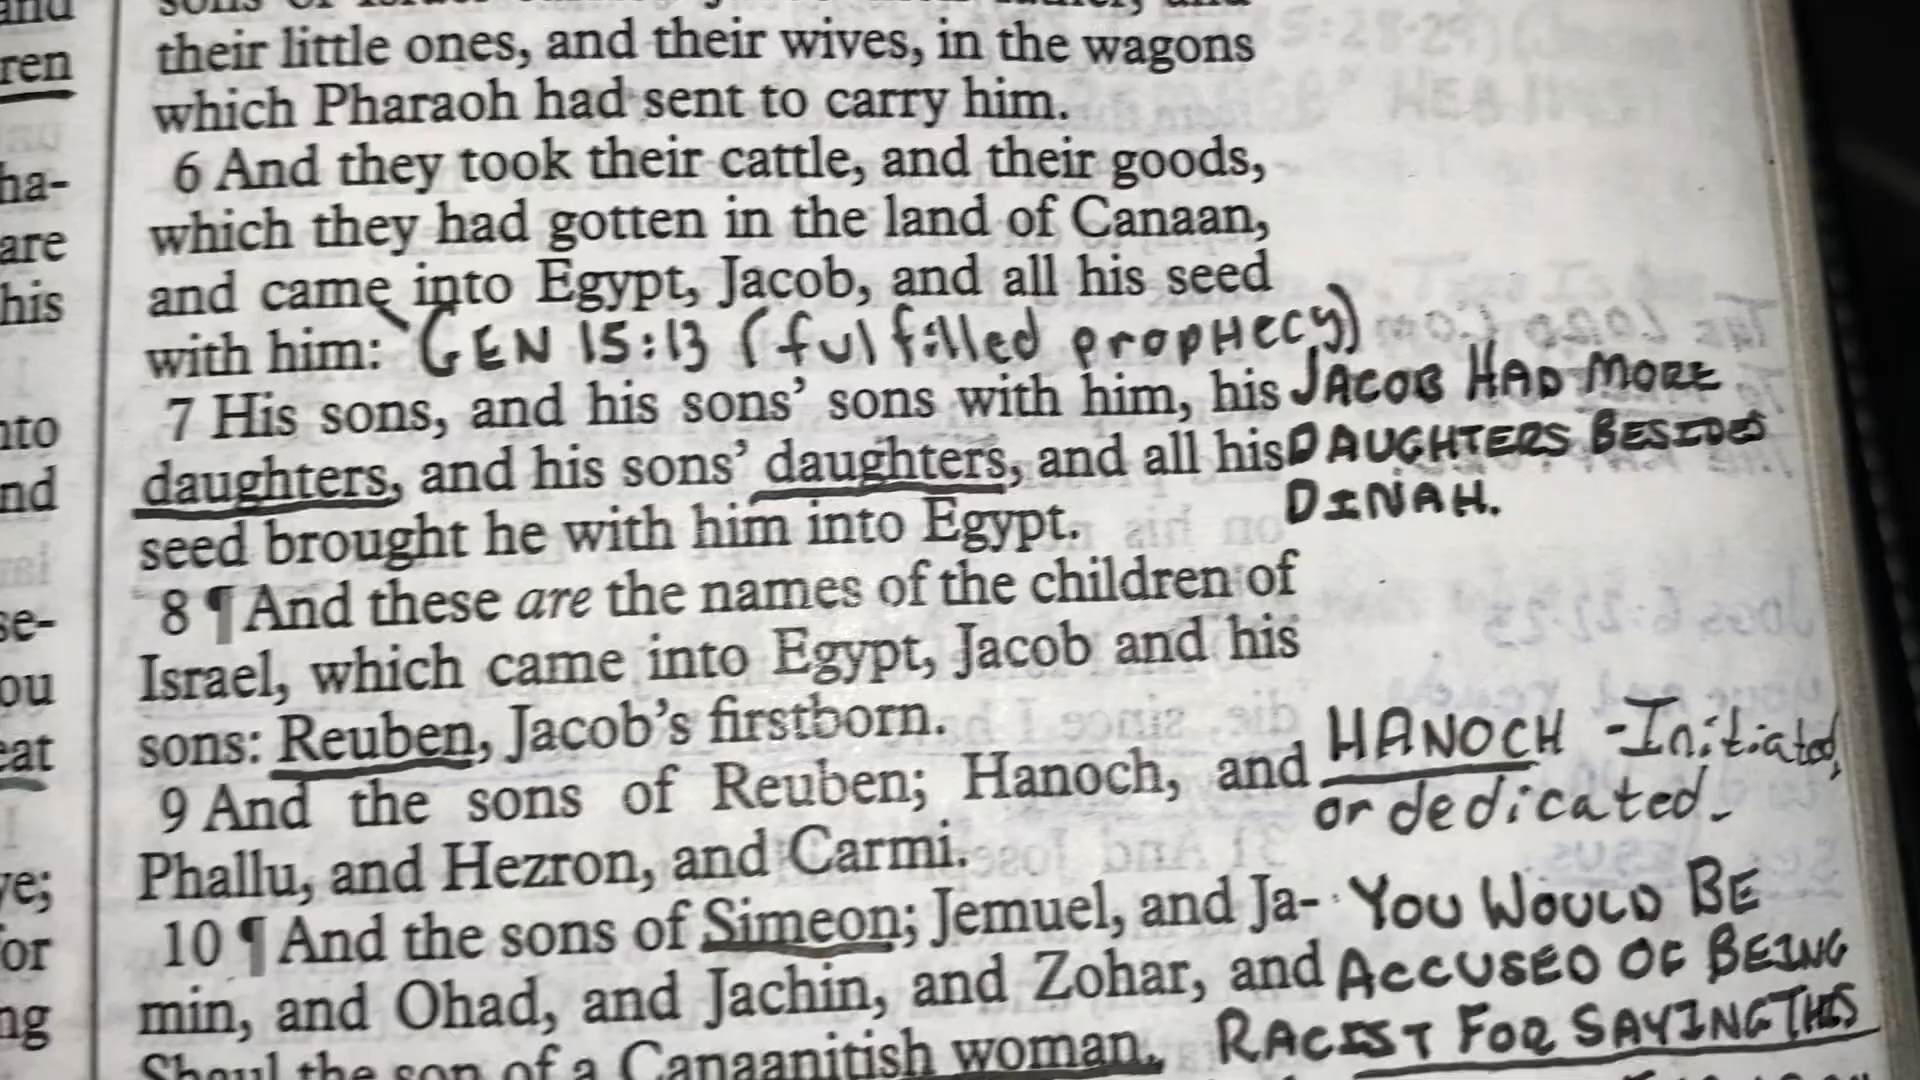 their little ones, and their wives, in the wagons
which Pharaoh had sent to carry him.
6 And they took their cattle, and their goods,
which they had gotten in the land of Canaan,
and came into Egypt, Jacob, and all his seed
with him: GEN 15:13 (fulfilled propHecy)
7 His sons, and his sons' sons with him, his
daughters, and his sons' daughters, and all his
seed brought he with him into Egypt.
JACOB HAD MORE
DAUGHTERS BESIDES
DINAH.
8 ¶ And these are the names of the children of
Israel, which came into Egypt, Jacob and his
sons: Reuben, Jacob's firstborn.
9 And the sons of Reuben; Hanoch, and
Phallu, and Hezron, and Carmi.
HANOCH - Initiated,
or dedicated.
10 ¶ And the sons of Simeon; Jemuel, and Ja-
min, and Ohad, and Jachin, and Zohar, and
Shaul the son of a Canaanitish woman.
YOU WOULD BE
ACCUSED OF BEING
RACIST FOR SAYING THIS
ren
ha-
are
his
nd
se-
ou
eat
ye;
for
ng